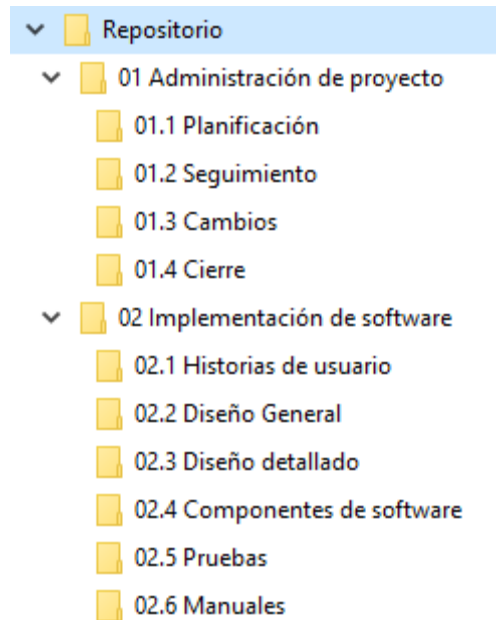 Repositorio
01 Administración de proyecto
01.1 Planificación
01.2 Seguimiento
01.3 Cambios
01.4 Cierre
02 Implementación de software
02.1 Historias de usuario
02.2 Diseño General
02.3 Diseño detallado
02.4 Componentes de software
02.5 Pruebas
02.6 Manuales